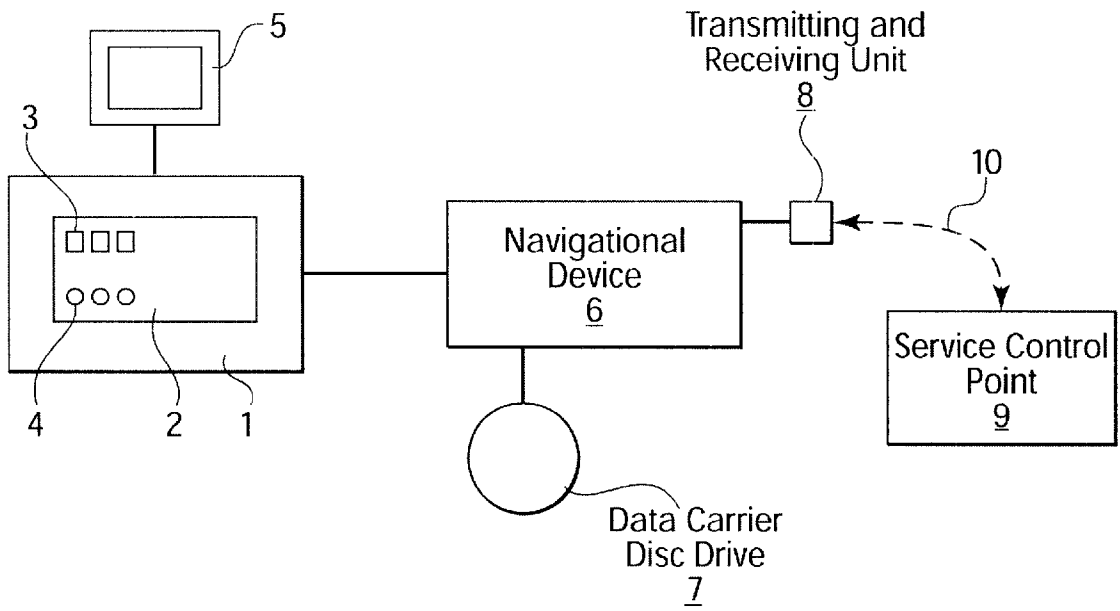 5
Transmitting and
Receiving Unit
8
3
10
Navigational
Device
6
Service Control
Point
9
4
2
1
Data Carrier
Disc Drive
7